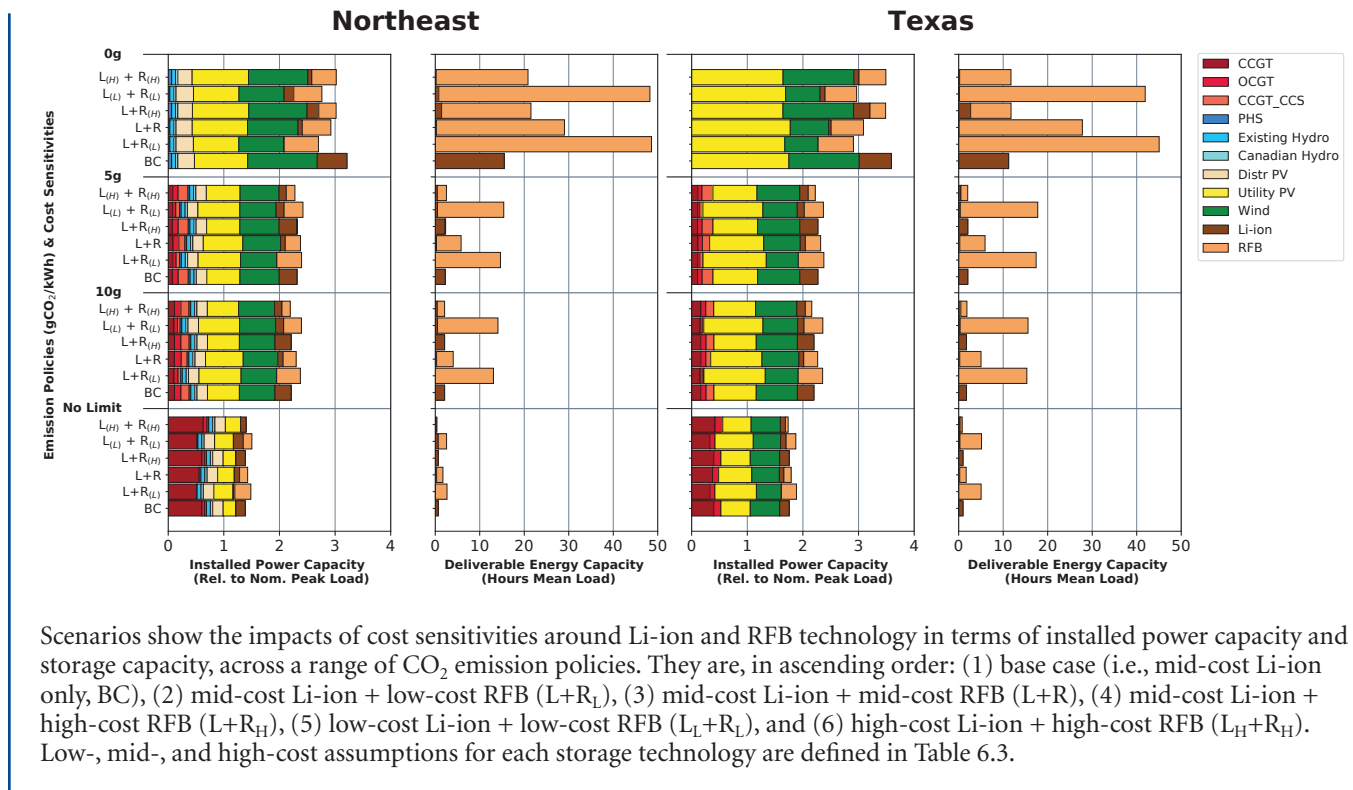 Northeast
Texas
Emission Policies (gCO₂/kWh) & Cost Sensitivities
0g
L(H) + R(H)
L(L) + R(L)
L+R(H)
L+R
L+R(L)
BC
5g
L(H) + R(H)
L(L) + R(L)
L+R(H)
L+R
L+R(L)
BC
10g
L(H) + R(H)
L(L) + R(L)
L+R(H)
L+R
L+R(L)
BC
No Limit
L(H) + R(H)
L(L) + R(L)
L+R(H)
L+R
L+R(L)
BC
0 1 2 3 4
Installed Power Capacity
(Rel. to Nom. Peak Load)
0 10 20 30 40 50
Deliverable Energy Capacity
(Hours Mean Load)
0 1 2 3 4
Installed Power Capacity
(Rel. to Nom. Peak Load)
0 10 20 30 40 50
Deliverable Energy Capacity
(Hours Mean Load)
CCGT
OCGT
CCGT_CCS
PHS
Existing Hydro
Canadian Hydro
Distr PV
Utility PV
Wind
Li-ion
RFB
Scenarios show the impacts of cost sensitivities around Li-ion and RFB technology in terms of installed power capacity and
storage capacity, across a range of CO₂ emission policies. They are, in ascending order: (1) base case (i.e., mid-cost Li-ion
only, BC), (2) mid-cost Li-ion + low-cost RFB (L+R_L), (3) mid-cost Li-ion + mid-cost RFB (L+R), (4) mid-cost Li-ion +
high-cost RFB (L+R_H), (5) low-cost Li-ion + low-cost RFB (L_L+R_L), and (6) high-cost Li-ion + high-cost RFB (L_H+R_H).
Low-, mid-, and high-cost assumptions for each storage technology are defined in Table 6.3.